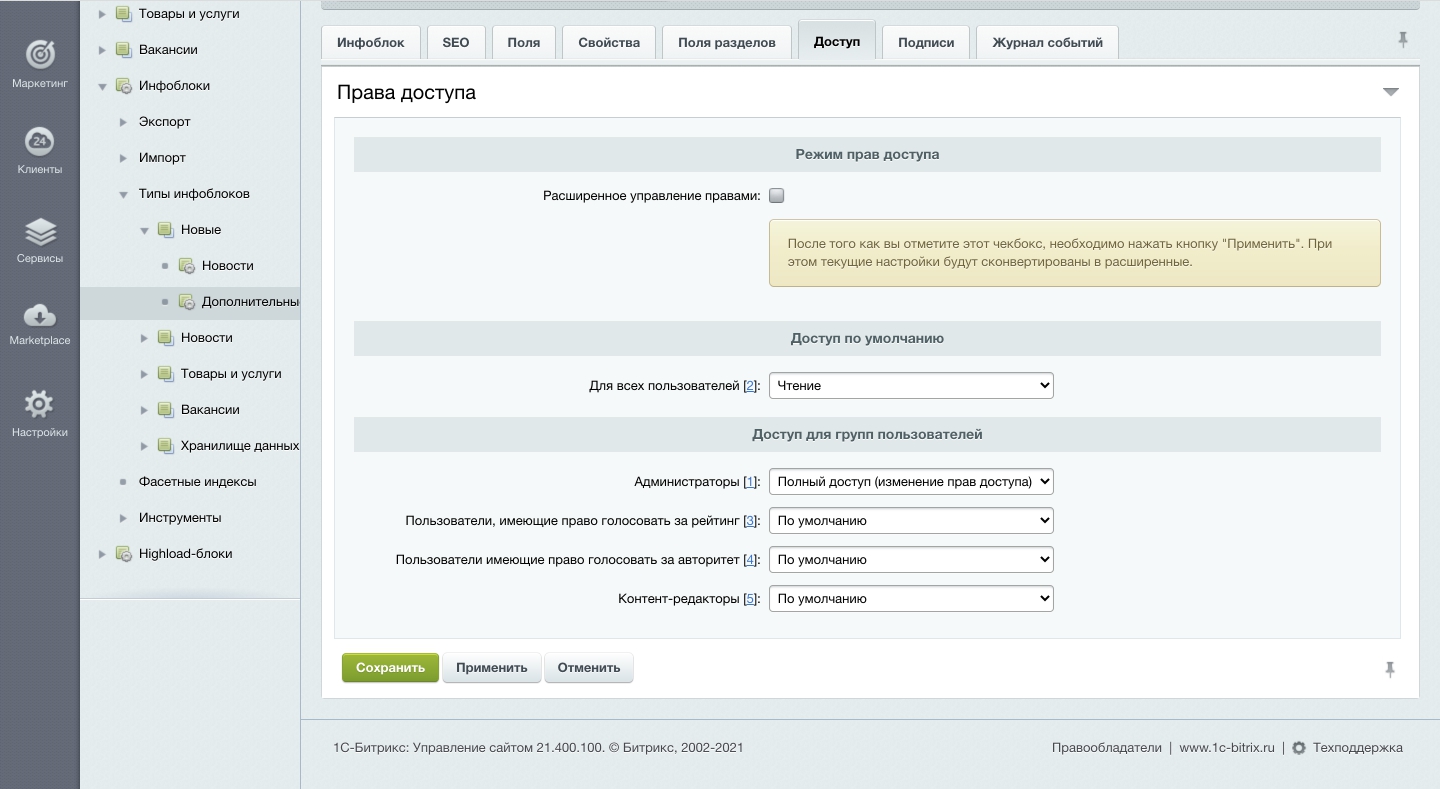 Маркетинг
Клиенты
24
Сервисы
Marketplace
Настройки
Товары и услуги
Вакансии
Инфоблоки
Экспорт
Импорт
Типы инфоблоков
Новые
Новости
Дополнительны
Новости
Товары и услуги
Вакансии
Хранилище данных
Фасетные индексы
Инструменты
Highload-блоки
Инфоблок
SEO
Поля
Свойства
Поля разделов
Доступ
Подписи
Журнал событий
Права доступа
Режим прав доступа
Расширенное управление правами:
После того как вы отметите этот чекбокс, необходимо нажать кнопку "Применить". При
этом текущие настройки будут сконвертированы в расширенные.
Доступ по умолчанию
Для всех пользователей [2]: Чтение
Доступ для групп пользователей
Администраторы [1]: Полный доступ (изменение прав доступа)
Пользователи, имеющие право голосовать за рейтинг [3]: По умолчанию
Пользователи имеющие право голосовать за авторитет [4]: По умолчанию
Контент-редакторы [5]: По умолчанию
Сохранить Применить Отменить
1С-Битрикс: Управление сайтом 21.400.100. © Битрикс, 2002-2021
Правообладатели | www.1c-bitrix.ru | Техподдержка